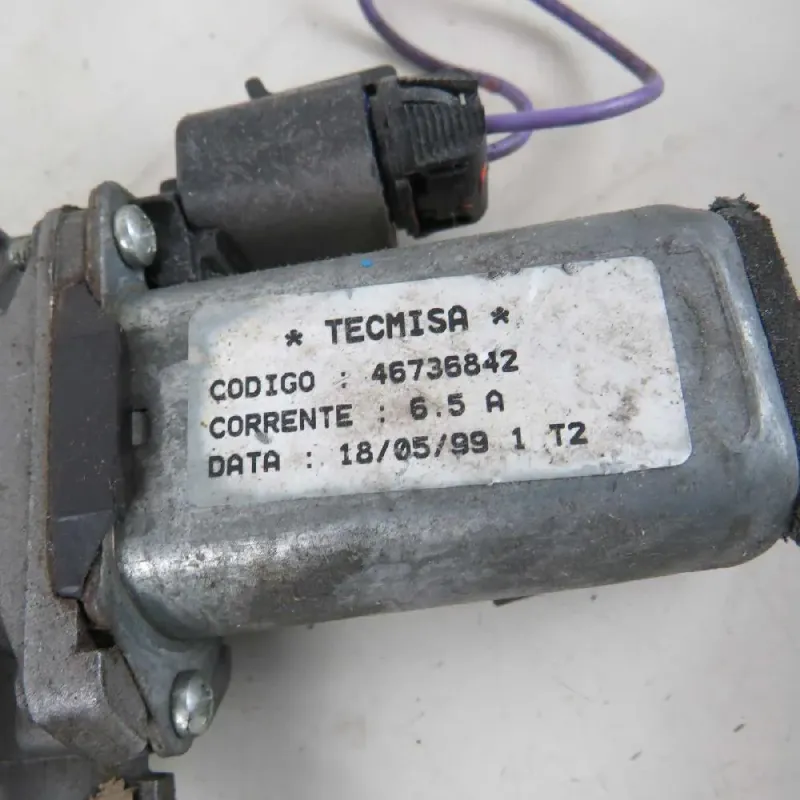 * TECMISA *
CODIGO : 46736842
CORRENTE : 6.5 A
DATA : 18/05/99 1 T2